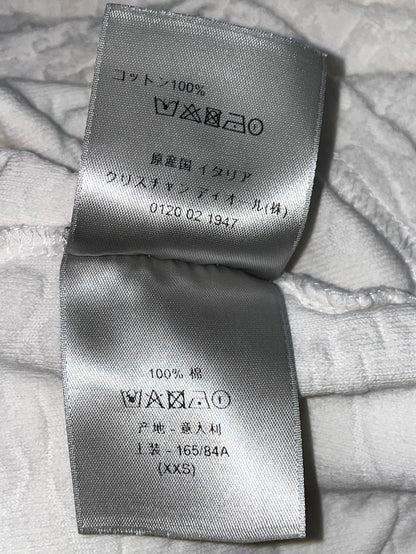 コットン100%
原産国 イタリア
クリスチャン ディオール(株)
0120 02 1947
100% 棉
产地 - 意大利
上装 - 165/84A
(XXS)